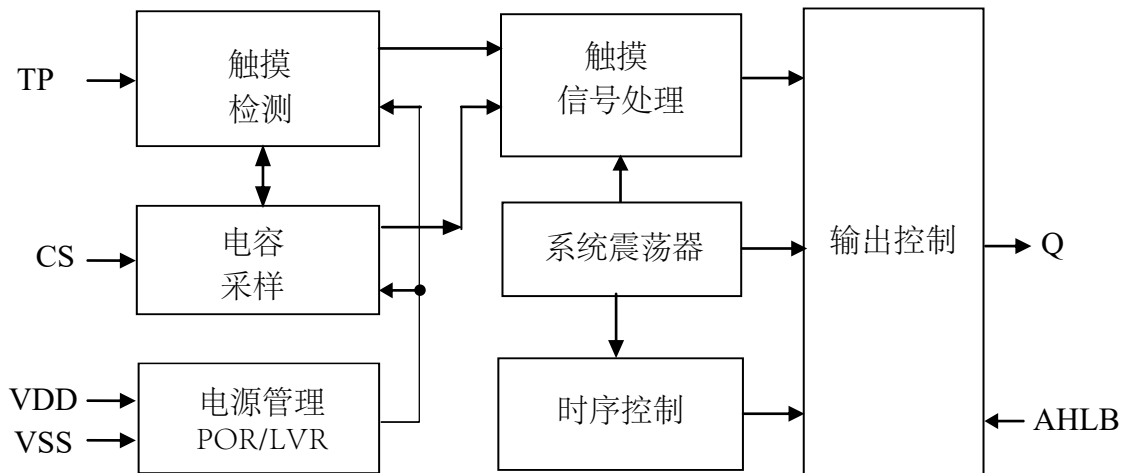 TP
触摸
检测
触摸
信号处理
CS
电容
采样
系统震荡器
输出控制
Q
VDD
VSS
电源管理
POR/LVR
时序控制
AHLB